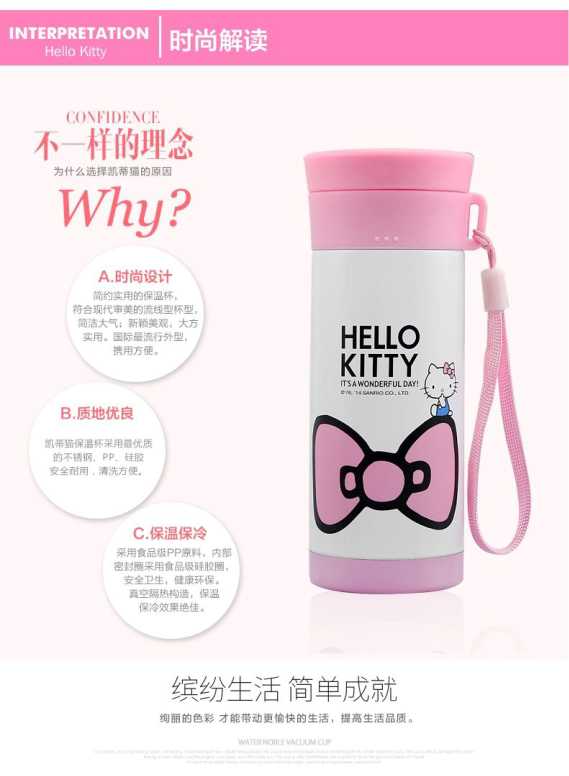 INTERPRETATION
Hello Kitty
时尚解读
CONFIDENCE
不一样的理念
为什么选择凯蒂猫的原因
Why?
A.时尚设计
简约实用的保温杯，
符合现代审美的流线型杯型，
简洁大气；新颖美观，大方
实用。国际最流行外型，
携用方便。
B.质地优良
凯蒂猫保温杯采用最优质
的不锈钢、PP、硅胶
安全耐用，清洗方便。
C.保温保冷
采用食品级PP原料，内部
密封圈采用食品级硅胶圈，
安全卫生，健康环保。
真空隔热构造，保温
保冷效果绝佳。
HELLO
KITTY
IT'S A WONDERFUL DAY!
© '76, '14 SANRIO CO., LTD.
缤纷生活 简单成就
绚丽的色彩 才能带动更愉快的生活，提高生活品质。
WATER NOBILE VACUUM CUP